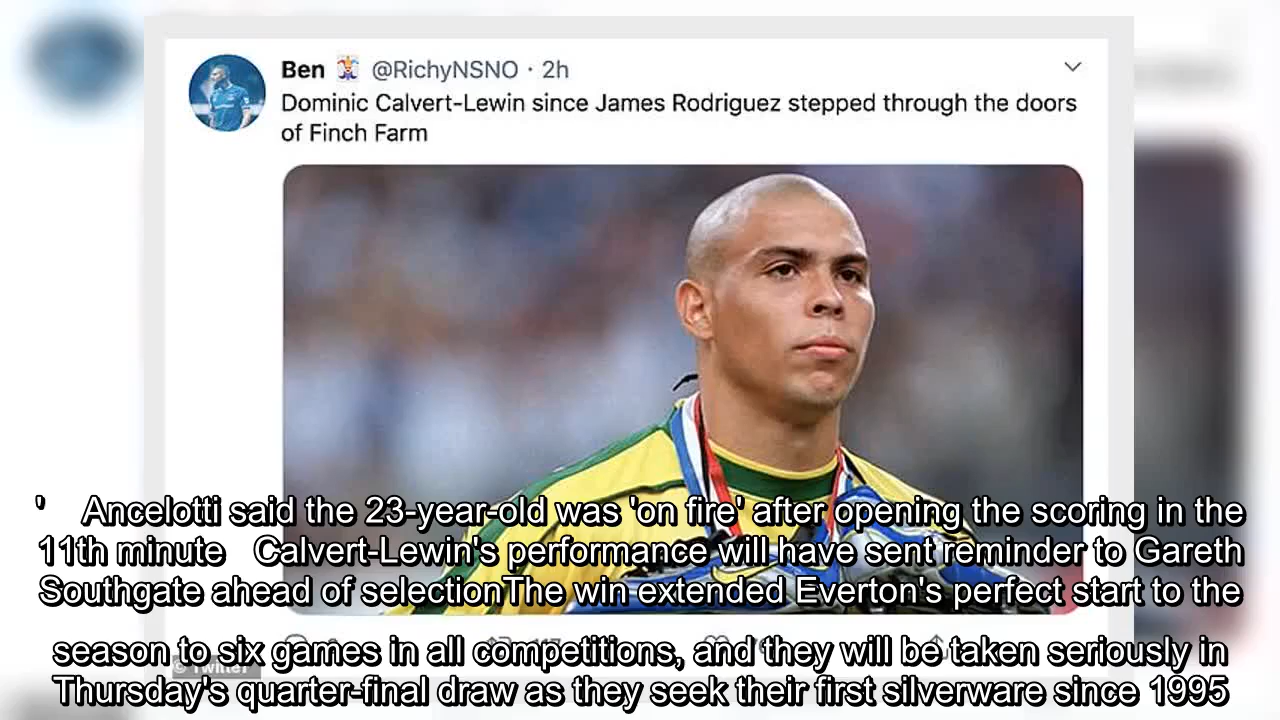 Ben @RichyNSNO · 2h
Dominic Calvert-Lewin since James Rodriguez stepped through the doors
of Finch Farm
' Ancelotti said the 23-year-old was 'on fire' after opening the scoring in the
11th minute Calvert-Lewin's performance will have sent reminder to Gareth
Southgate ahead of selectionThe win extended Everton's perfect start to the
season to six games in all competitions, and they will be taken seriously in
© Twitter
Thursday's quarter-final draw as they seek their first silverware since 1995